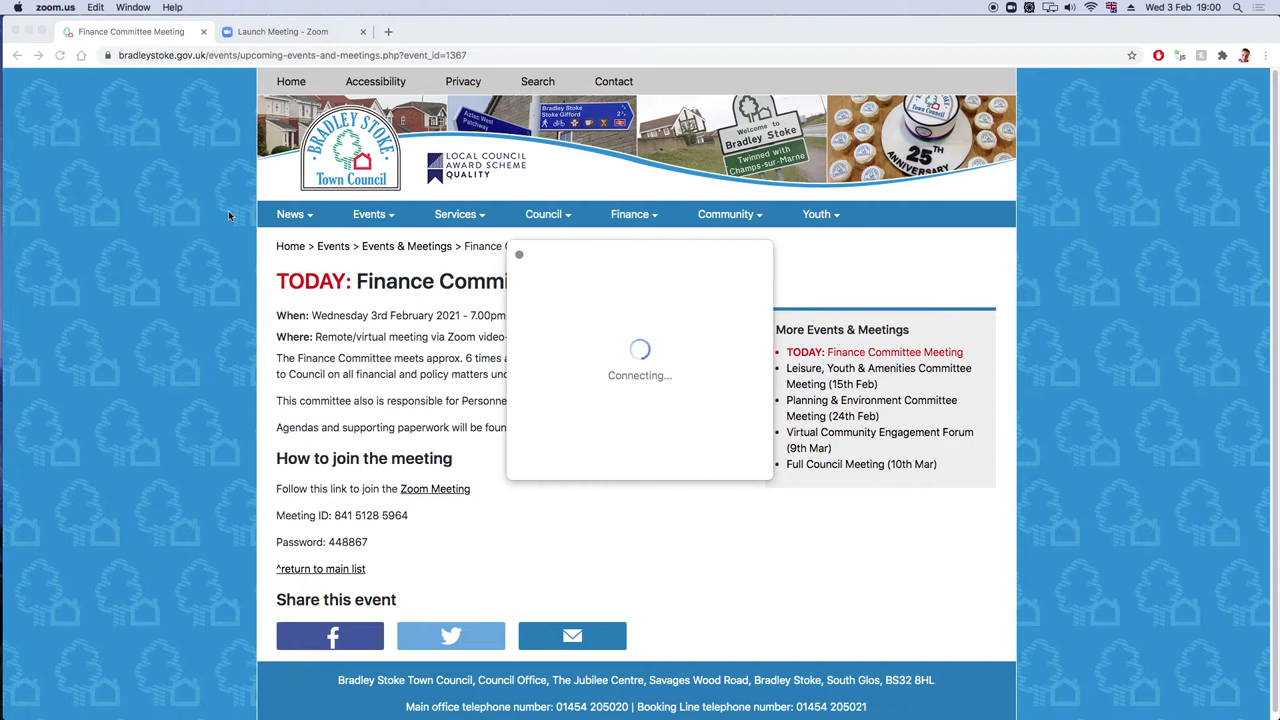 zoom.us Edit Window Help Wed 3 Feb 19:00
Finance Committee Meeting Launch Meeting - Zoom
bradleystoke.gov.uk/events/upcoming-events-and-meetings.php?event_id=1367
Home Accessibility Privacy Search Contact
BRADLEY STOKE
Town Council
LOCAL COUNCIL
AWARD SCHEME
QUALITY
Aztec West
Patchway
Bradley Stoke
Stoke Gifford
Welcome to
Bradley Stoke
Twinned with
Champs-sur-Marne
25TH
ANNIVERSARY
News Events Services Council Finance Community Youth
Home > Events > Events & Meetings > Finance
TODAY: Finance Commi
When: Wednesday 3rd February 2021 - 7.00pm
Where: Remote/virtual meeting via Zoom video-
The Finance Committee meets approx. 6 times a
to Council on all financial and policy matters und
This committee also is responsible for Personne
Agendas and supporting paperwork will be foun
How to join the meeting
Follow this link to join the Zoom Meeting
Meeting ID: 841 5128 5964
Password: 448867
^return to main list
Share this event
Connecting...
More Events & Meetings
TODAY: Finance Committee Meeting
Leisure, Youth & Amenities Committee
Meeting (15th Feb)
Planning & Environment Committee
Meeting (24th Feb)
Virtual Community Engagement Forum
(9th Mar)
Full Council Meeting (10th Mar)
Bradley Stoke Town Council, Council Office, The Jubilee Centre, Savages Wood Road, Bradley Stoke, South Glos, BS32 8HL
Main office telephone number: 01454 205020 | Booking Line telephone number: 01454 205021